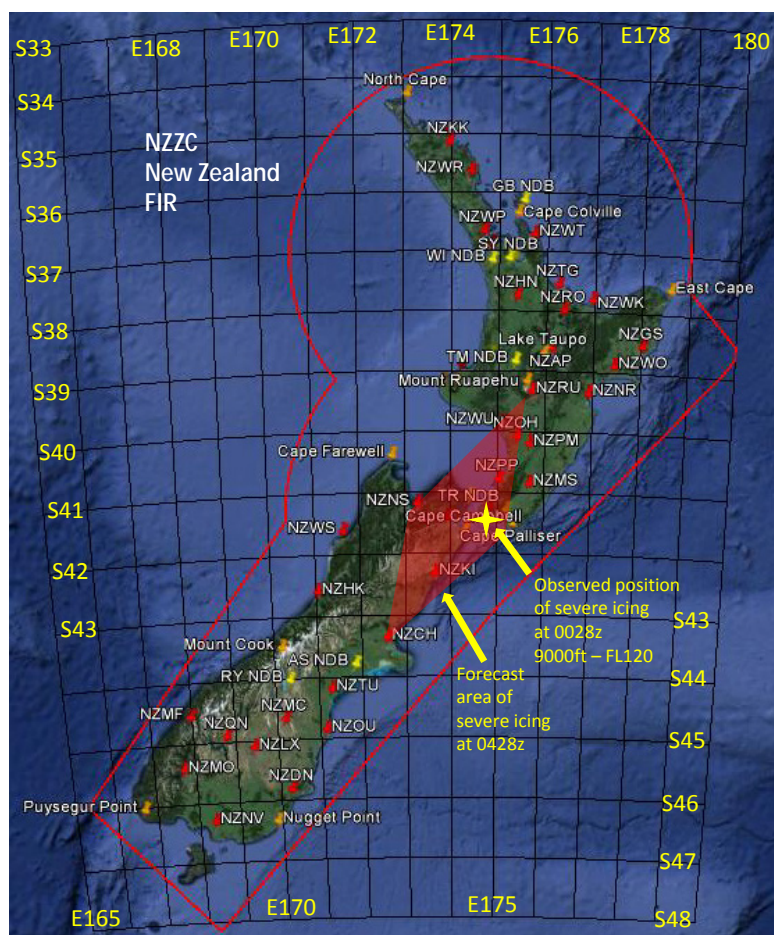 E168
E170
E172
E174
E176
E178
180
S33
S34
S35
S36
S37
S38
S39
S40
S41
S42
S43
NZZC
New Zealand
FIR
North Cape
NZKK
NZWR
GB NDB
Cape Colville
NZWP
NZWT
SY NDB
WI NDB
NZTG
NZHN
NZRO
NZWK
East Cape
Lake Taupo
NZGS
TM NDB
NZAP
NZWO
Mount Ruapehu
NZRU
NZNR
NZWU
NZOH
NZPM
Cape Farewell
NZPP
NZMS
TR NDB
NZNS
Cape Campbell
Cape Palliser
NZWS
NZKI
NZHK
Observed position
of severe icing
at 0028z
9000ft – FL120
S43
NZCH
Mount Cook
AS NDB
RY NDB
NZTU
Forecast
area of
severe icing
at 0428z
S44
NZMF
NZMC
NZQN
NZOU
NZLX
S45
NZMO
NZDN
Puysegur Point
NZNV
Nugget Point
S46
S47
E165
E170
E175
S48